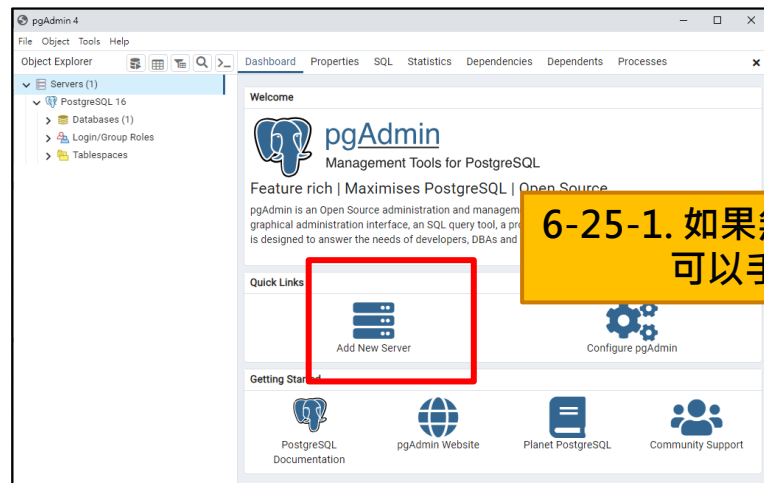 pgAdmin 4
File Object Tools Help
Object Explorer
Dashboard Properties SQL Statistics Dependencies Dependents Processes
Servers (1)
PostgreSQL 16
Databases (1)
Login/Group Roles
Tablespaces
Welcome
pgAdmin
Management Tools for PostgreSQL
Feature rich | Maximises PostgreSQL | Open Source
pgAdmin is an Open Source administration and
graphical administration interface, an SQL query tool, a
is designed to answer the needs of developers, DBAs and
6-25-1. 如果
可以手
Quick Links
Add New Server
Configure pgAdmin
Getting Started
PostgreSQL
Documentation
pgAdmin Website
Planet PostgreSQL
Community Support